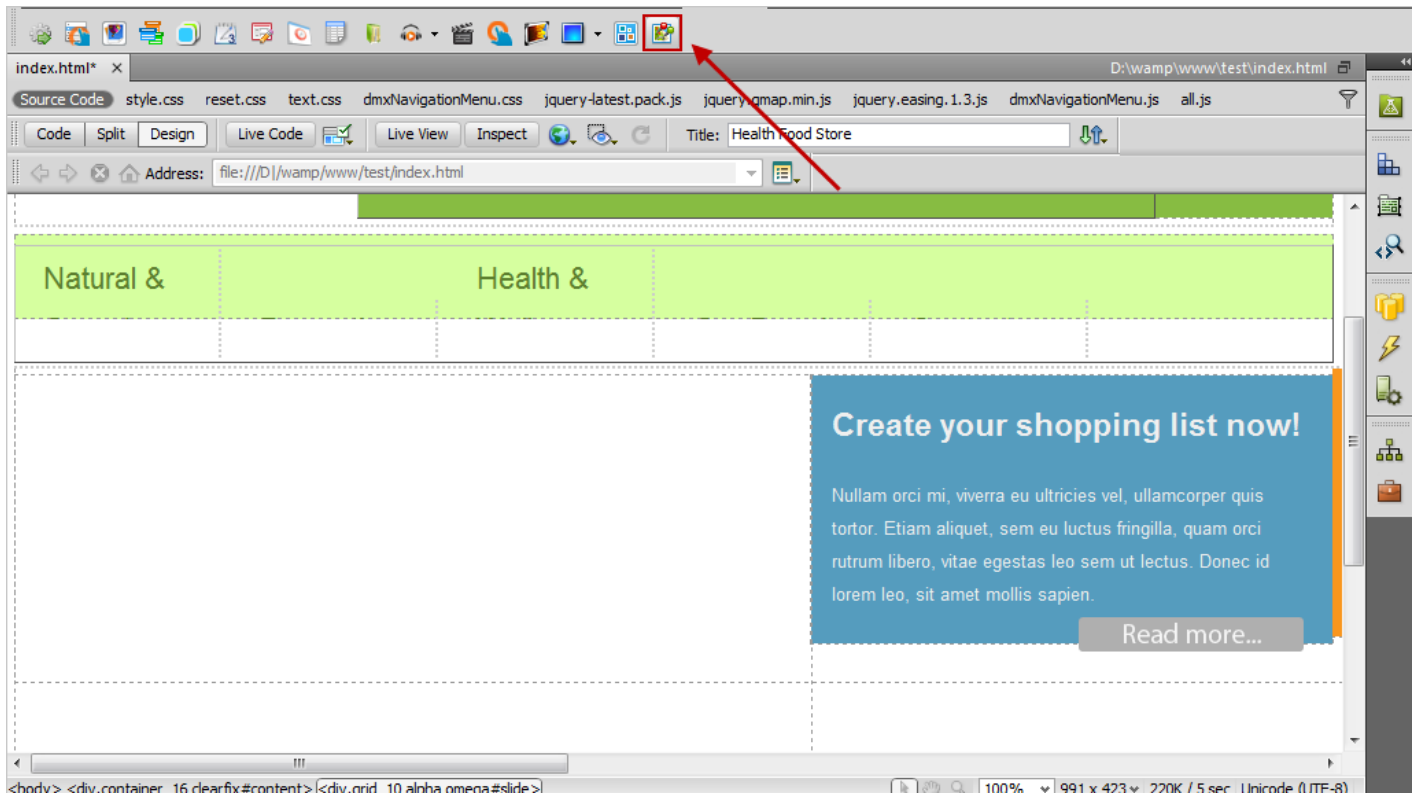 index.html* × D:\wamp\www\test\index.html
Source Code style.css reset.css text.css dmxNavigationMenu.css jquery-latest.pack.js jquery.gmap.min.js jquery.easing.1.3.js dmxNavigationMenu.js all.js
Code Split Design Live Code Live View Inspect Title: Health Food Store
Address: file:///D|/wamp/www/test/index.html
Natural & Health &
Create your shopping list now!
Nullam orci mi, viverra eu ultricies vel, ullamcorper quis
tortor. Etiam aliquet, sem eu luctus fringilla, quam orci
rutrum libero, vitae egestas leo sem ut lectus. Donec id
lorem leo, sit amet mollis sapien.
Read more...
<body> <div.container_16.clearfix#content> <div.grid_10.alpha.omega#slide> 100% 991 x 423 220K / 5 sec Unicode (UTF-8)